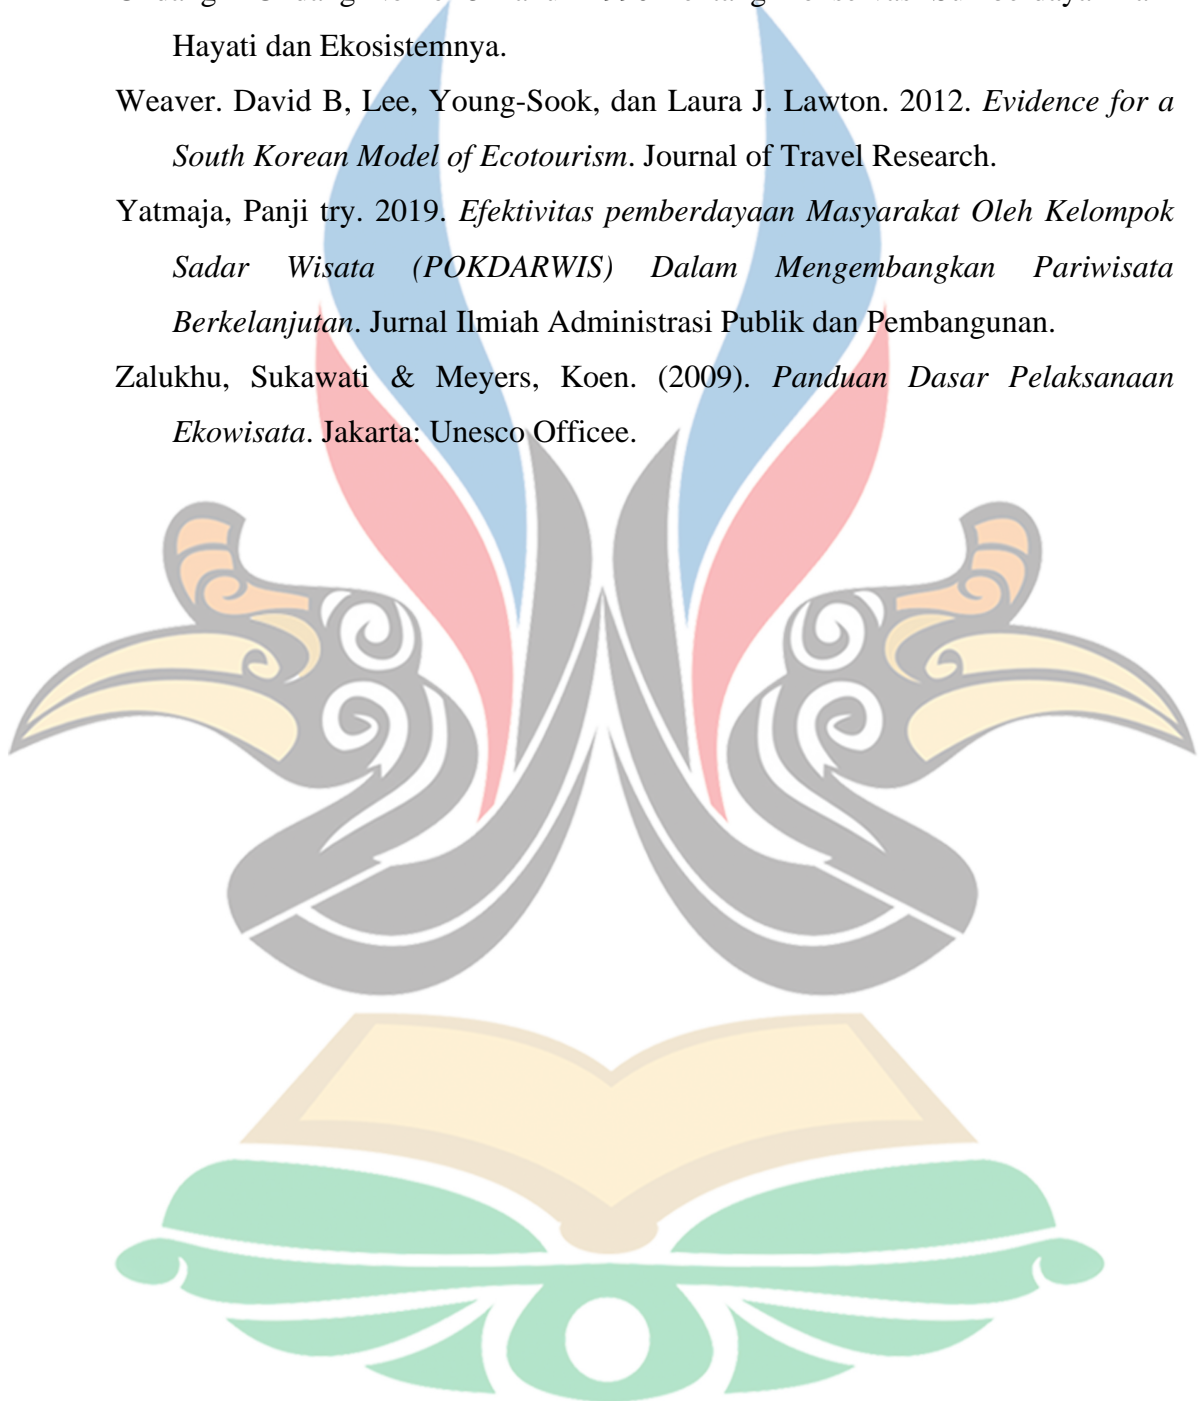 Hayati dan Ekosistemnya.
Weaver. David B, Lee, Young-Sook, dan Laura J. Lawton. 2012. Evidence for a
South Korean Model of Ecotourism. Journal of Travel Research.
Yatmaja, Panji try. 2019. Efektivitas pemberdayaan Masyarakat Oleh Kelompok
Sadar Wisata (POKDARWIS) Dalam Mengembangkan Pariwisata
Berkelanjutan. Jurnal Ilmiah Administrasi Publik dan Pembangunan.
Zalukhu, Sukawati & Meyers, Koen. (2009). Panduan Dasar Pelaksanaan
Ekowisata. Jakarta: Unesco Officee.